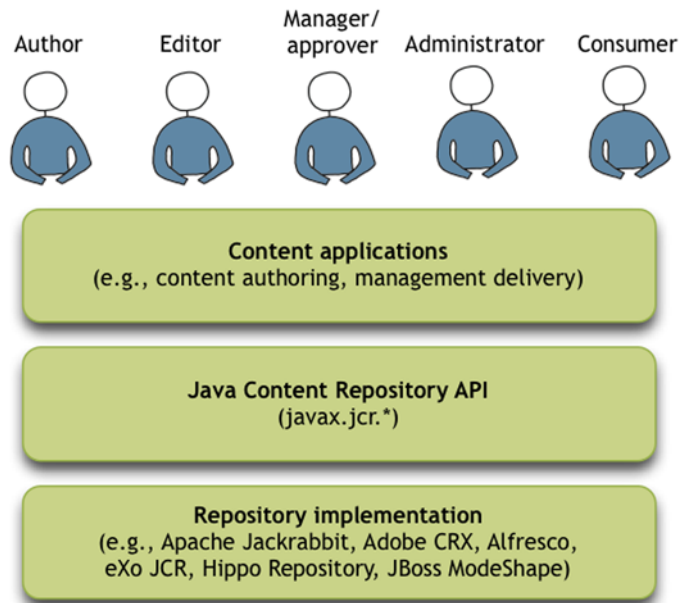 Author
Editor
Manager/
approver
Administrator
Consumer
Content applications
(e.g., content authoring, management delivery)
Java Content Repository API
(javax.jcr.*)
Repository implementation
(e.g., Apache Jackrabbit, Adobe CRX, Alfresco,
eXo JCR, Hippo Repository, JBoss ModeShape)